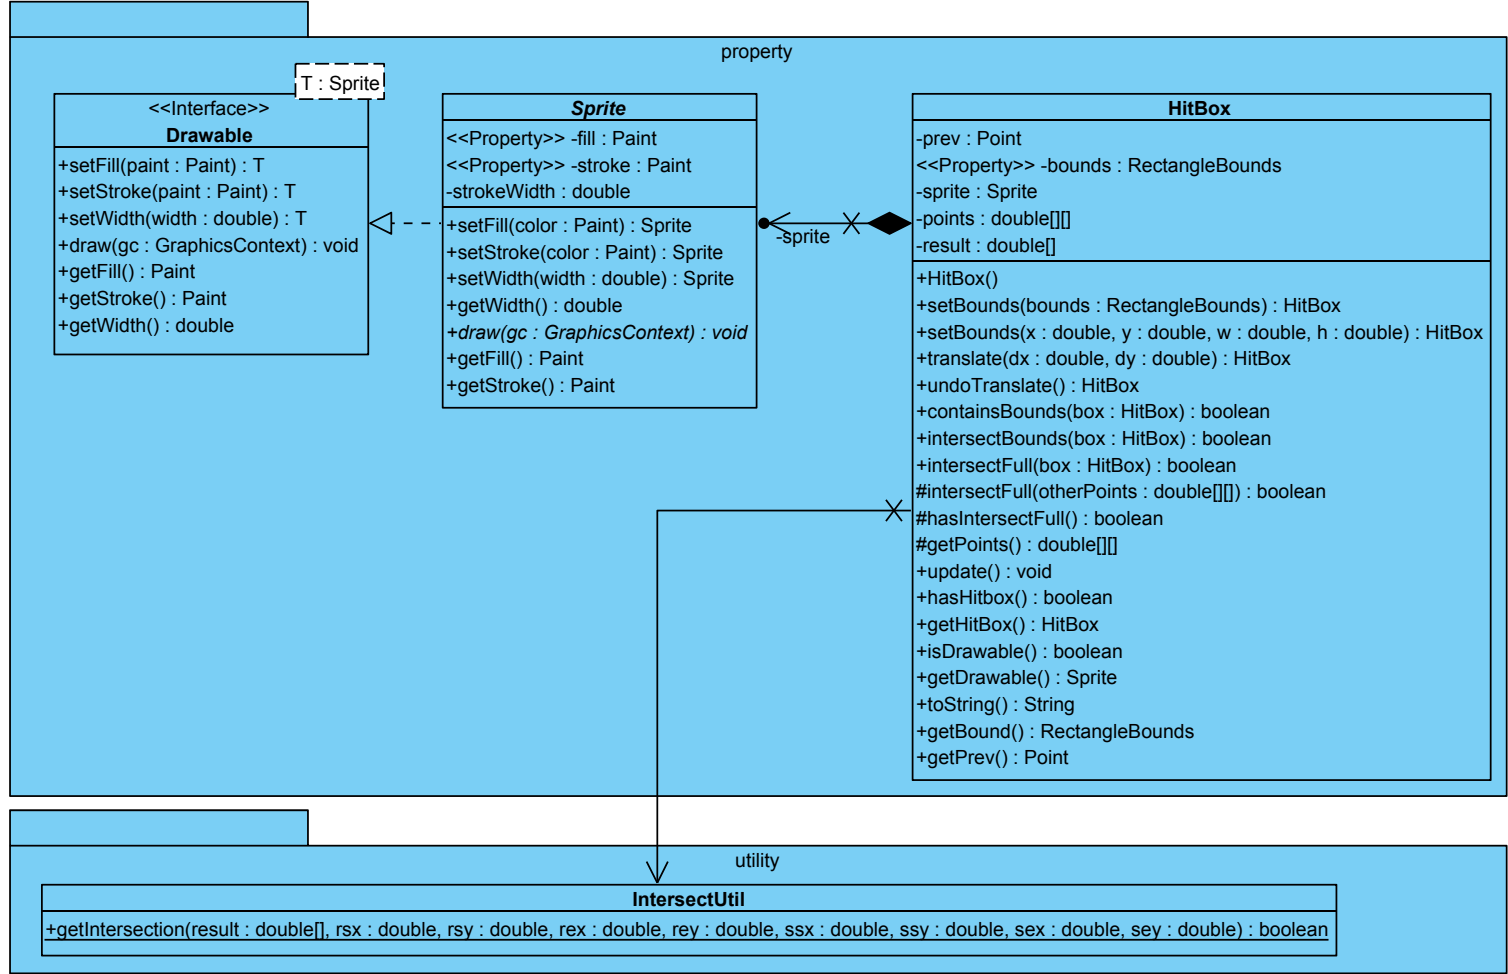 property
T : Sprite
<<Interface>>
Drawable
+setFill(paint : Paint) : T
+setStroke(paint : Paint) : T
+setWidth(width : double) : T
+draw(gc : GraphicsContext) : void
+getFill() : Paint
+getStroke() : Paint
+getWidth() : double
Sprite
<<Property>> -fill : Paint
<<Property>> -stroke : Paint
-strokeWidth : double
+setFill(color : Paint) : Sprite
+setStroke(color : Paint) : Sprite
+setWidth(width : double) : Sprite
+getWidth() : double
+draw(gc : GraphicsContext) : void
+getFill() : Paint
+getStroke() : Paint
-sprite
HitBox
-prev : Point
<<Property>> -bounds : RectangleBounds
-sprite : Sprite
-points : double[][]
-result : double[]
+HitBox()
+setBounds(bounds : RectangleBounds) : HitBox
+setBounds(x : double, y : double, w : double, h : double) : HitBox
+translate(dx : double, dy : double) : HitBox
+undoTranslate() : HitBox
+containsBounds(box : HitBox) : boolean
+intersectBounds(box : HitBox) : boolean
+intersectFull(box : HitBox) : boolean
#intersectFull(otherPoints : double[][]) : boolean
#hasIntersectFull() : boolean
#getPoints() : double[][]
+update() : void
+hasHitbox() : boolean
+getHitBox() : HitBox
+isDrawable() : boolean
+getDrawable() : Sprite
+toString() : String
+getBound() : RectangleBounds
+getPrev() : Point
utility
IntersectUtil
+getIntersection(result : double[], rsx : double, rsy : double, rex : double, rey : double, ssx : double, ssy : double, sex : double, sey : double) : boolean